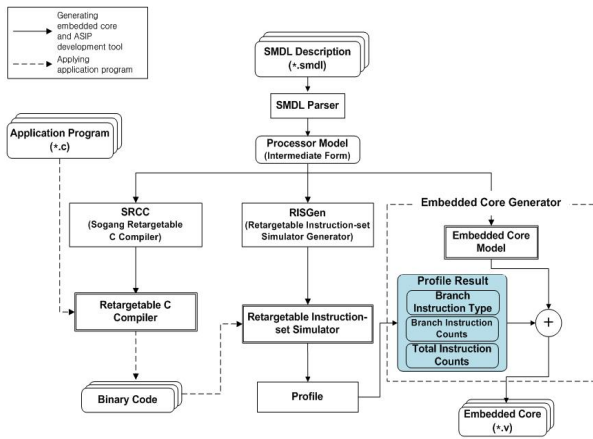 Generating
embedded core
and ASIP
development tool
Applying
application program
SMDL Description
(*.smdl)
SMDL Parser
Application Program
(*.c)
Processor Model
(Intermediate Form)
SRCC
(Sogang Retargetable
C Compiler)
RISGen
(Retargetable Instruction-set
Simulator Generator)
Embedded Core Generator
Embedded Core
Model
Profile Result
Branch
Instruction Type
Branch Instruction
Counts
Total Instruction
Counts
+
Retargetable C
Compiler
Retargetable Instruction-
set Simulator
Binary Code
Profile
Embedded Core
(*.v)